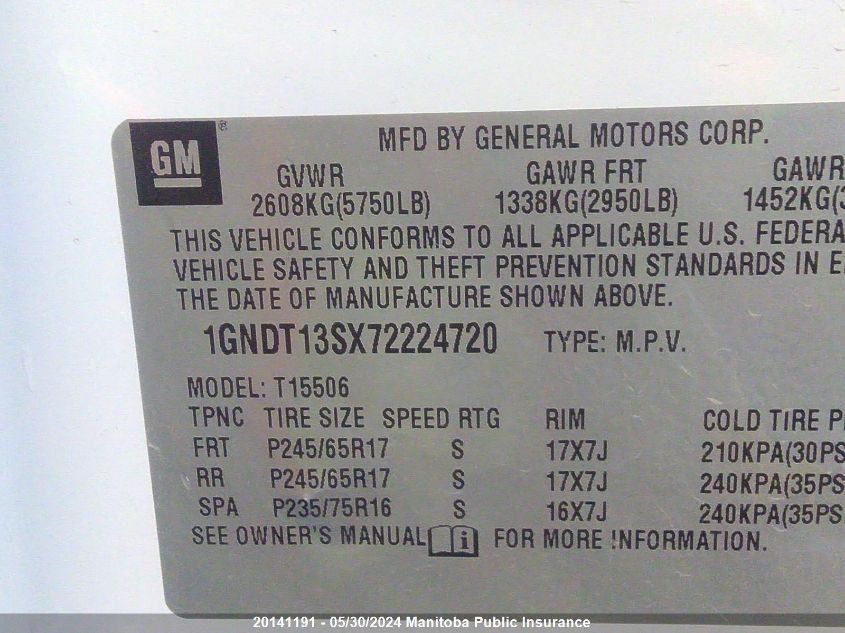 GM®
MFD BY GENERAL MOTORS CORP.
GVWR GAWR FRT GAWR
2608KG(5750LB) 1338KG(2950LB) 1452KG(3
THIS VEHICLE CONFORMS TO ALL APPLICABLE U.S. FEDERA
VEHICLE SAFETY AND THEFT PREVENTION STANDARDS IN E
THE DATE OF MANUFACTURE SHOWN ABOVE.
1GNDT13SX72224720 TYPE: M.P.V.
MODEL: T15506
TPNC TIRE SIZE SPEED RTG RIM COLD TIRE P
FRT P245/65R17 S 17X7J 210KPA(30PS
RR P245/65R17 S 17X7J 240KPA(35PS
SPA P235/75R16 S 16X7J 240KPA(35PS
SEE OWNER'S MANUAL i FOR MORE INFORMATION.
20141191 - 05/30/2024 Manitoba Public Insurance